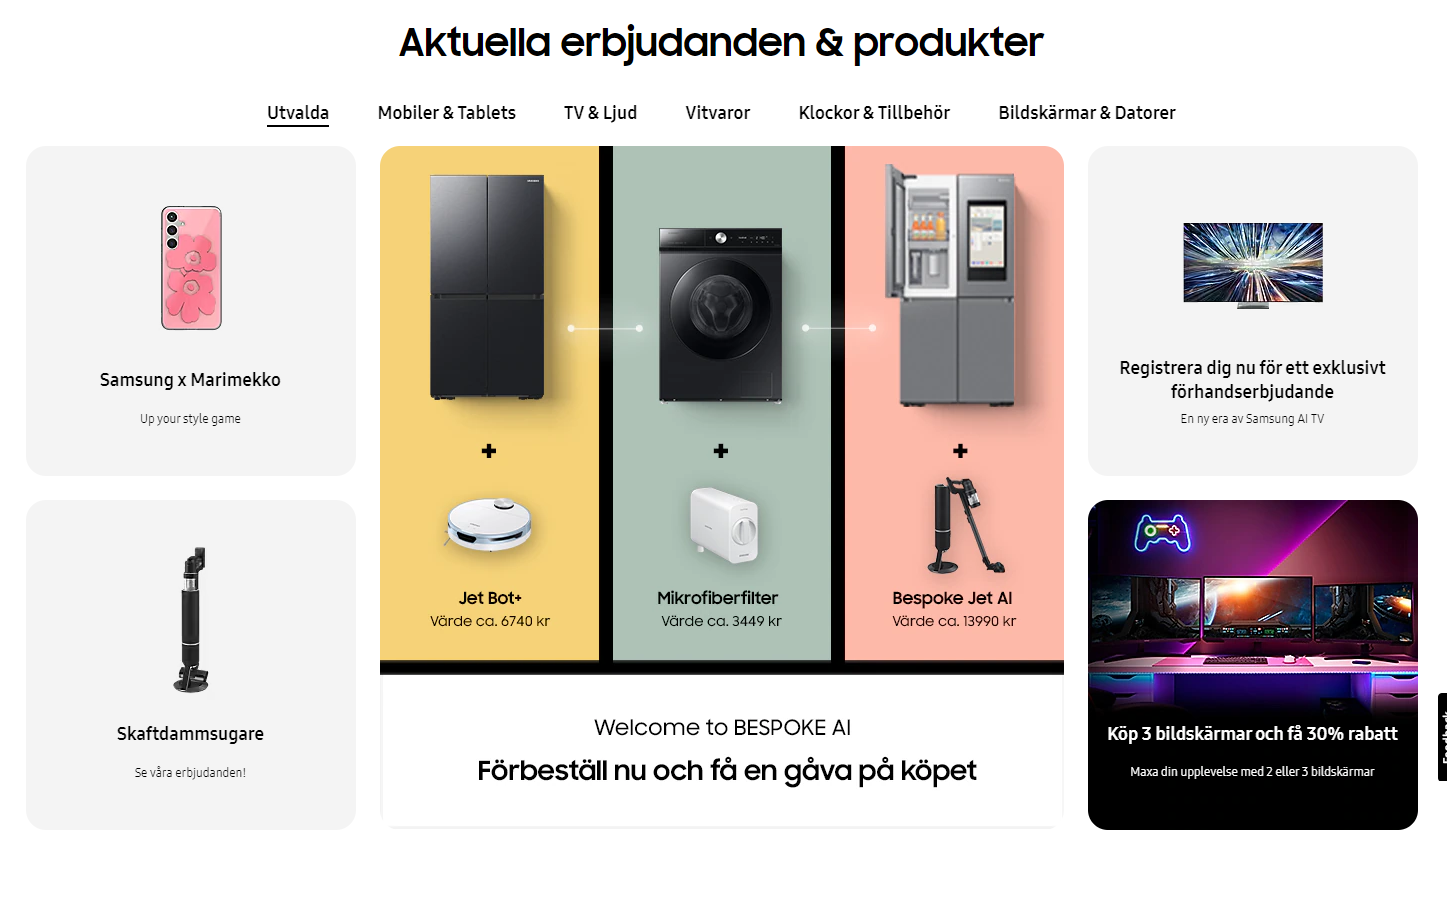 Aktuella erbjudanden & produkter
Utvalda
Mobiler & Tablets
TV & Ljud
Vitvaror
Klockor & Tillbehör
Bildskärmar & Datorer
Samsung x Marimekko
Up your style game
Skaftdammsugare
Se våra erbjudanden!
+
+
+
Jet Bot+
Värde ca. 6740 kr
Mikrofiberfilter
Värde ca. 3449 kr
Bespoke Jet AI
Värde ca. 13990 kr
Welcome to BESPOKE AI
Förbeställ nu och få en gåva på köpet
Registrera dig nu för ett exklusivt
förhandserbjudande
En ny era av Samsung AI TV
Köp 3 bildskärmar och få 30% rabatt
Maxa din upplevelse med 2 eller 3 bildskärmar